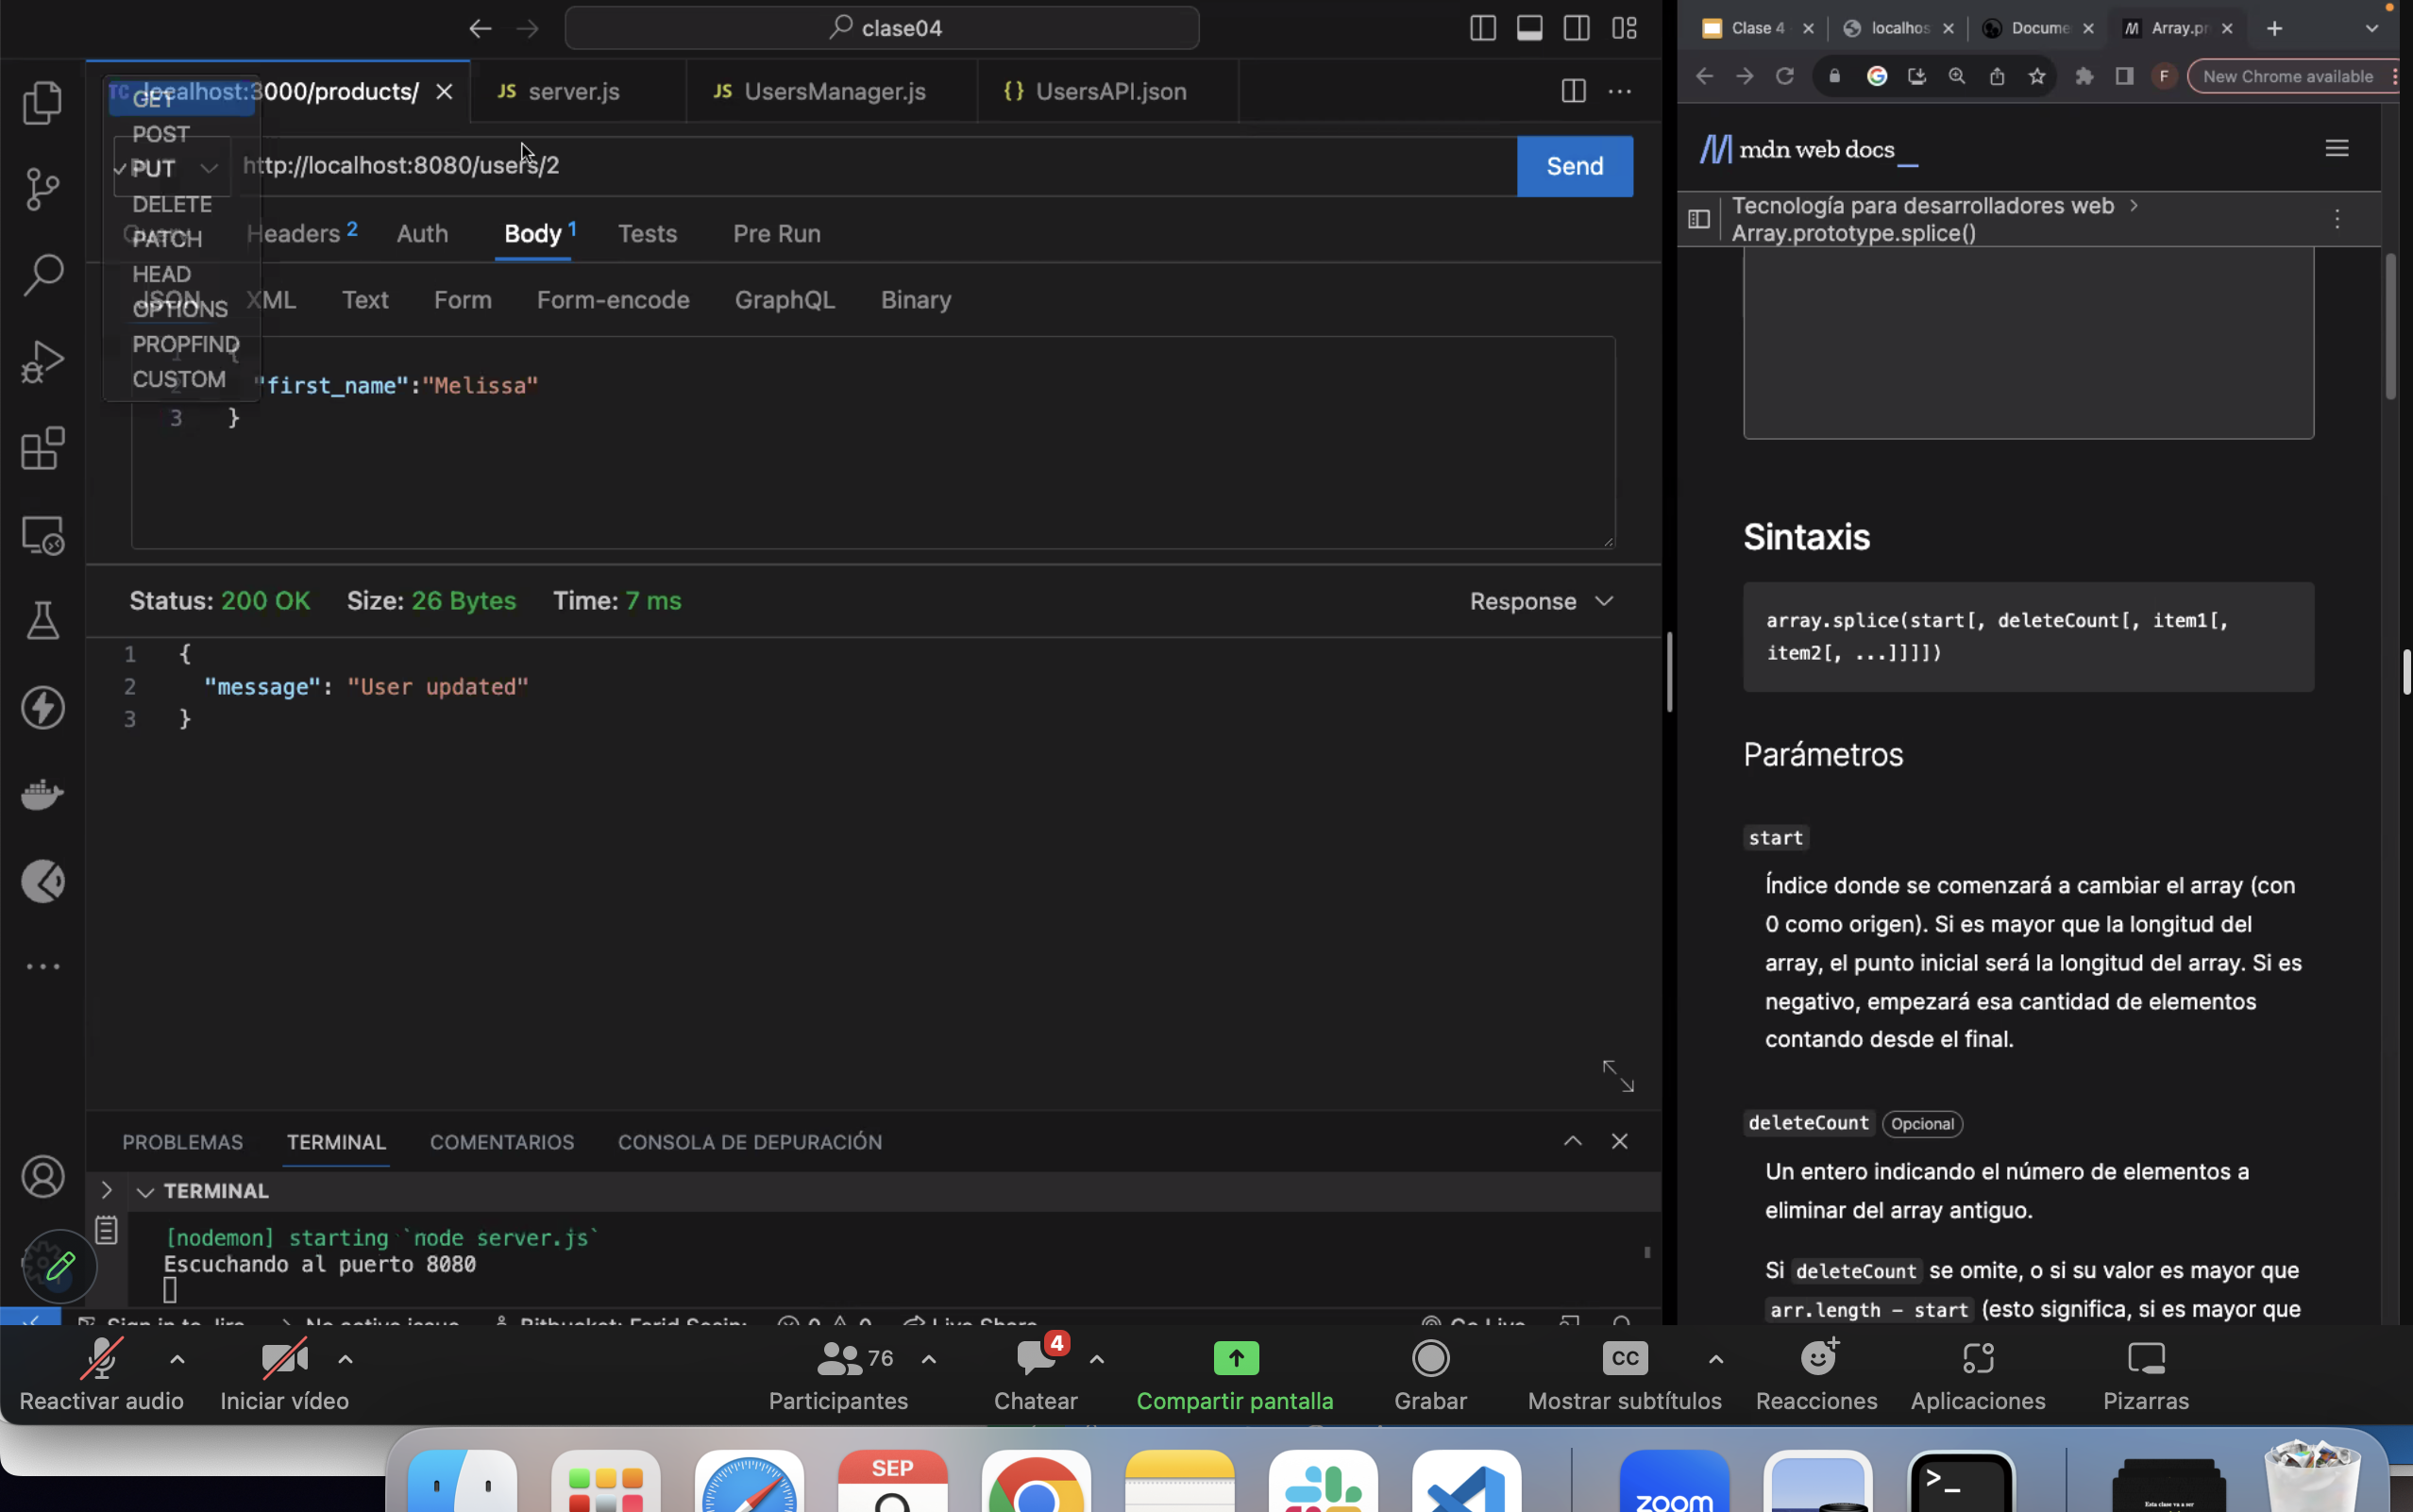 clase04
localhost:3000/products/
JS server.js
JS UsersManager.js
{} UsersAPI.json
GET
POST
PUT
DELETE
PATCH
HEAD
OPTIONS
PROPFIND
CUSTOM
http://localhost:8080/users/2
Send
Headers 2
Auth
Body 1
Tests
Pre Run
JSON
XML
Text
Form
Form-encode
GraphQL
Binary
"first_name":"Melissa"
3 }
Status: 200 OK
Size: 26 Bytes
Time: 7 ms
Response
1 {
2 "message": "User updated"
3 }
PROBLEMAS
TERMINAL
COMENTARIOS
CONSOLA DE DEPURACIÓN
TERMINAL
[nodemon] starting `node server.js`
Escuchando al puerto 8080
Clase 4
localhos
Docume
Array.pr
F
New Chrome available
mdn web docs
Tecnología para desarrolladores web >
Array.prototype.splice()
Sintaxis
array.splice(start[, deleteCount[, item1[,
item2[, ...]]]])
Parámetros
start
Índice donde se comenzará a cambiar el array (con
0 como origen). Si es mayor que la longitud del
array, el punto inicial será la longitud del array. Si es
negativo, empezará esa cantidad de elementos
contando desde el final.
deleteCount Opcional
Un entero indicando el número de elementos a
eliminar del array antiguo.
Si deleteCount se omite, o si su valor es mayor que
arr.length - start (esto significa, si es mayor que
Reactivar audio
Iniciar vídeo
76
Participantes
4
Chatear
Compartir pantalla
Grabar
CC
Mostrar subtítulos
Reacciones
Aplicaciones
Pizarras
SEP
zoom